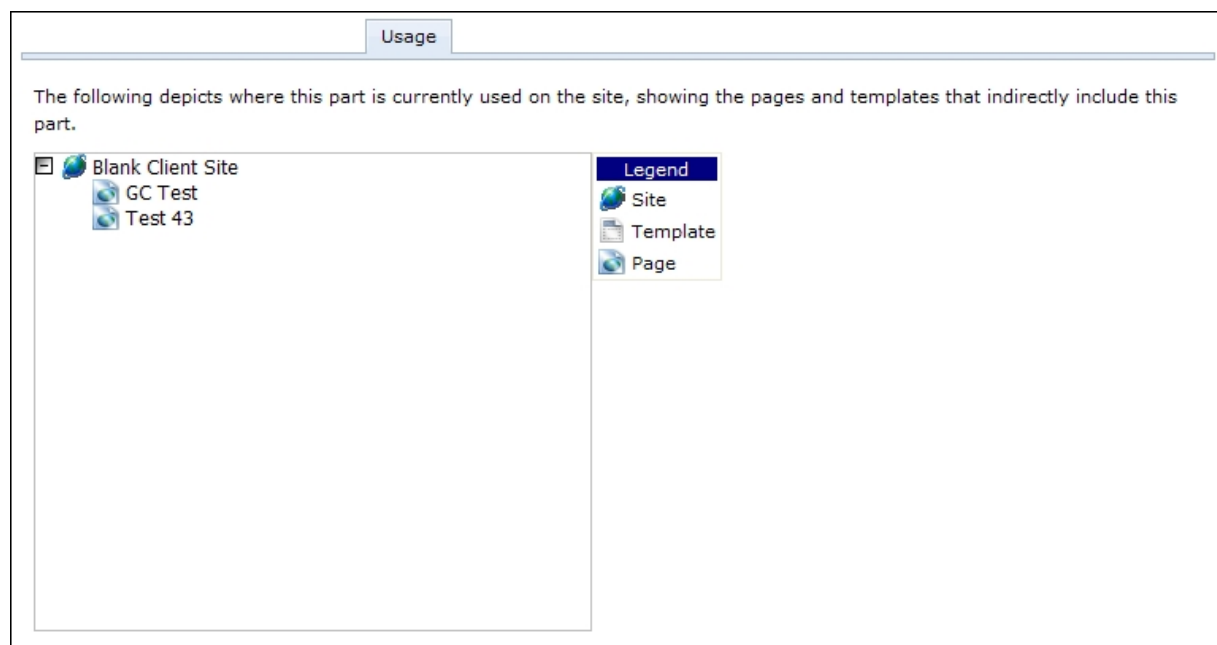 Usage
The following depicts where this part is currently used on the site, showing the pages and templates that indirectly include this
part.
Blank Client Site
GC Test
Test 43
Legend
Site
Template
Page